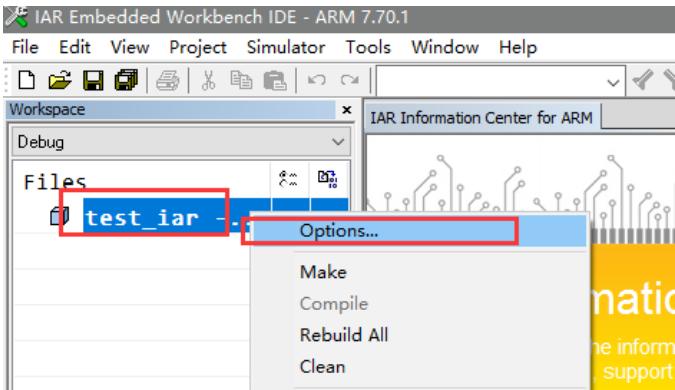 IAR Embedded Workbench IDE - ARM 7.70.1
File Edit View Project Simulator Tools Window Help
Workspace
IAR Information Center for ARM
Debug
Files
test_iar -
Options...
Make
Compile
Rebuild All
Clean
matic
he inform
, support